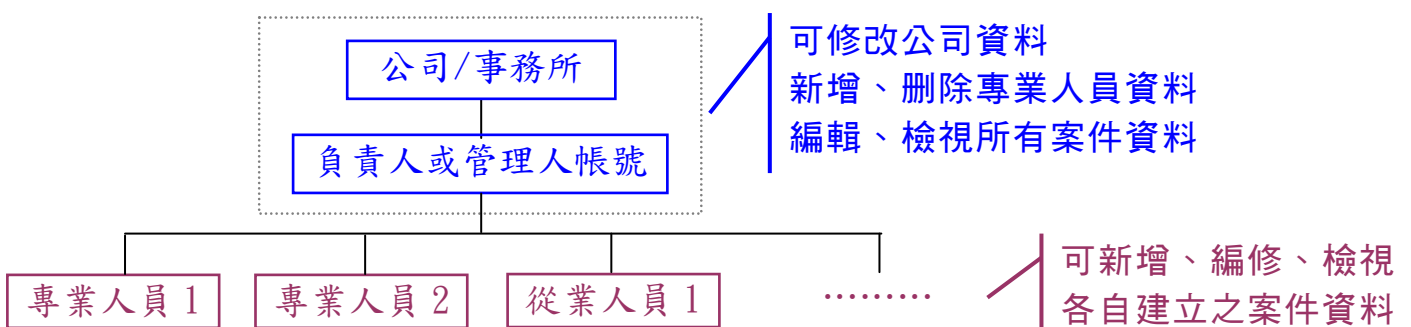 公司/事務所
負責人或管理人帳號
可修改公司資料
新增、刪除專業人員資料
編輯、檢視所有案件資料
專業人員1
專業人員2
從業人員1
………
可新增、編修、檢視
各自建立之案件資料